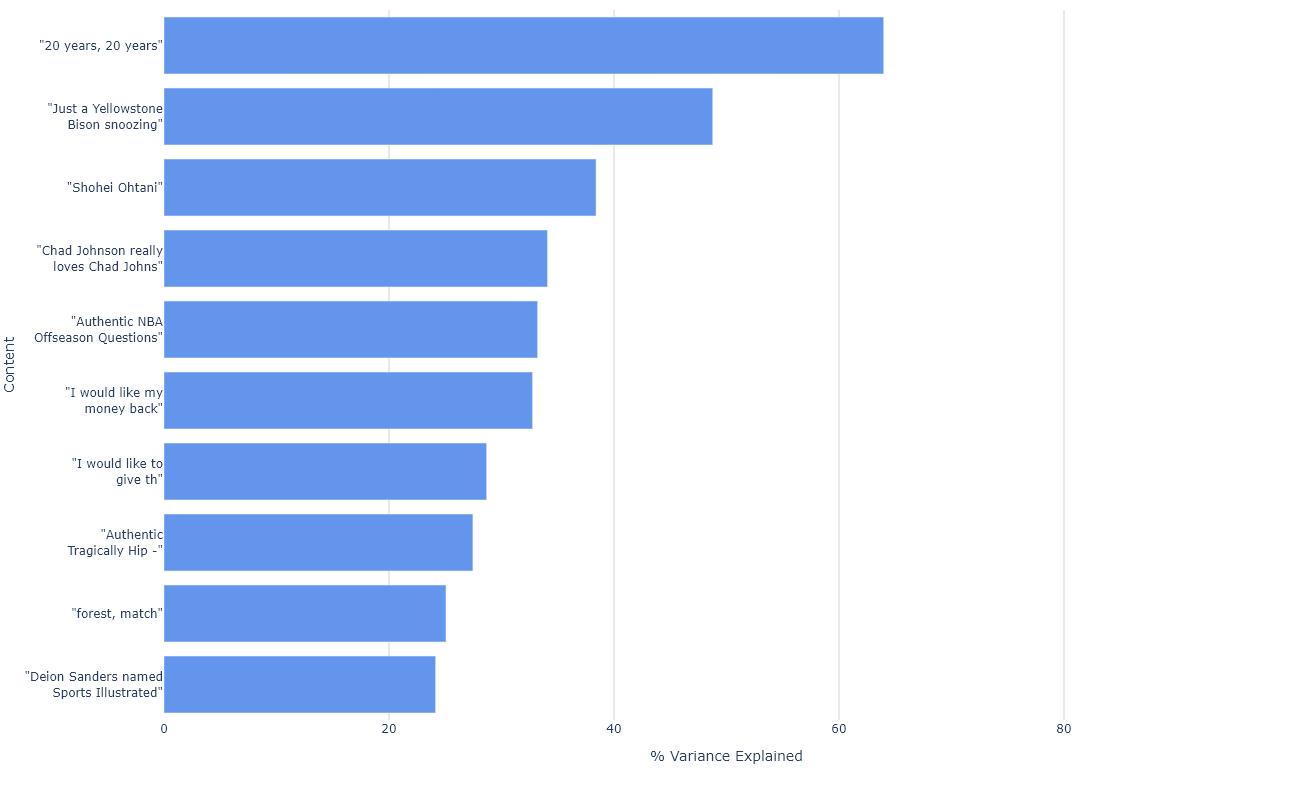 "20 years, 20 years"
"Just a Yellowstone
Bison snoozing"
"Shohei Ohtani"
"Chad Johnson really
loves Chad Johns"
"Authentic NBA
Offseason Questions"
"I would like my
money back"
"I would like to
give th"
"Authentic
Tragically Hip -"
"forest, match"
"Deion Sanders named
Sports Illustrated"
Content
0 20 40 60 80
% Variance Explained